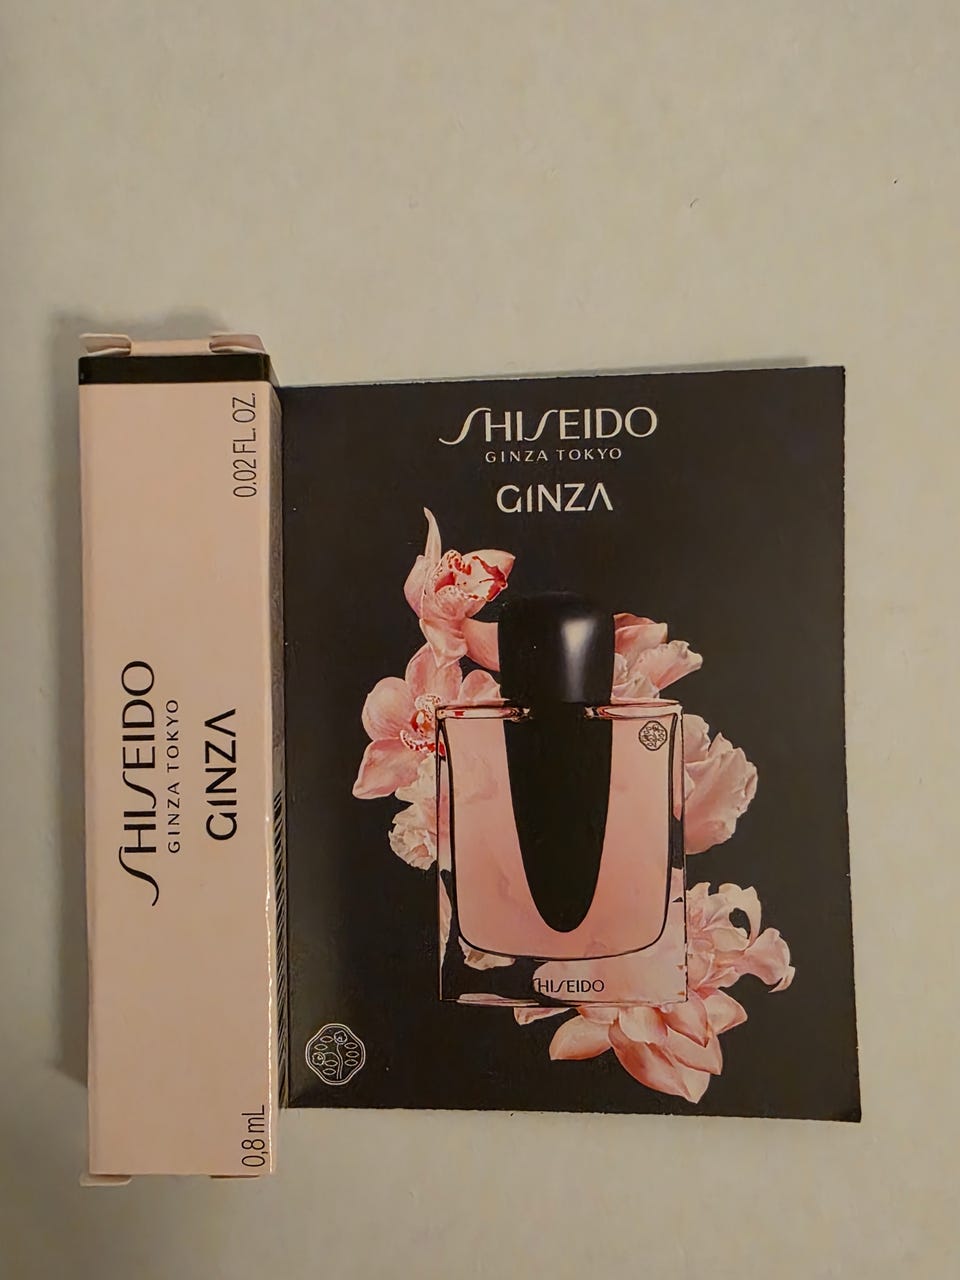 SHISEIDO
GINZA TOKYO
GINZA
0,8 mL
0.02 FL. OZ.
SHISEIDO
GINZA TOKYO
GINZA
SHISEIDO